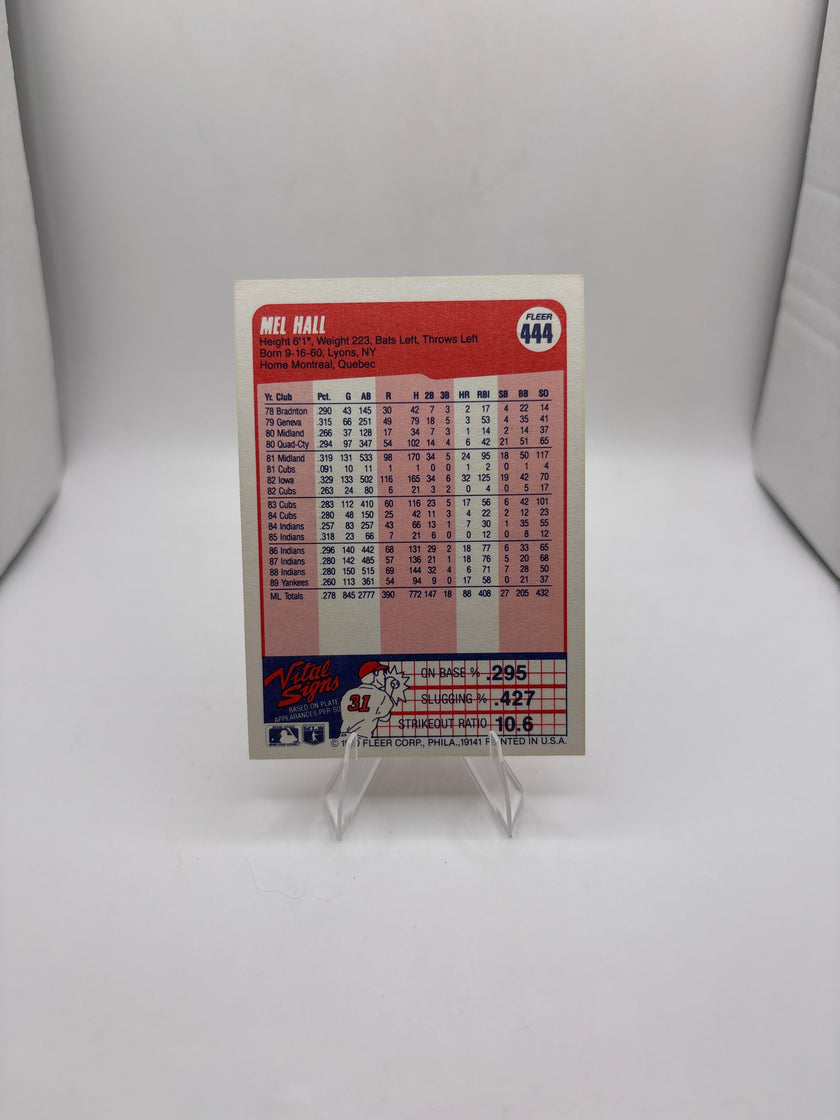 MEL HALL
FLEER
444
Height 6'1", Weight 223, Bats Left, Throws Left
Born 9-16-60, Lyons, NY
Home Montreal, Quebec
Yr. Club Pct. G AB R H 2B 3B HR RBI SB BB SO
78 Bradnton .290 43 145 30 42 7 3 2 17 4 22 14
79 Geneva .315 66 251 49 79 18 5 3 53 4 35 41
80 Midland .266 37 128 17 34 7 3 1 14 2 14 37
80 Quad-Cty .294 97 347 54 102 14 4 6 42 21 51 65
81 Midland .319 131 533 98 170 34 5 24 95 18 50 117
81 Cubs .091 10 11 1 1 0 0 1 2 0 1 4
82 Iowa .329 133 502 116 165 34 6 32 125 19 42 70
82 Cubs .263 24 80 6 21 3 2 0 4 0 5 17
83 Cubs .283 112 410 60 116 23 5 17 56 6 42 101
84 Cubs .280 48 150 25 42 11 3 4 22 2 12 23
84 Indians .257 83 257 43 66 13 1 7 30 1 35 55
85 Indians .318 23 66 7 21 6 0 0 12 0 8 12
86 Indians .296 140 442 68 131 29 2 18 77 6 33 65
87 Indians .280 142 485 57 136 21 1 18 76 5 20 68
88 Indians .280 150 515 69 144 32 4 6 71 7 28 50
89 Yankees .260 113 361 54 94 9 0 17 58 0 21 37
ML Totals .278 845 2777 390 772 147 18 88 408 27 205 432
Vital Signs
BASED ON PLATE
APPEARANCES PER 50
31
ON BASE % .295
SLUGGING % .427
STRIKEOUT RATIO 10.6
© FLEER CORP., PHILA., 19141 PRINTED IN U.S.A.